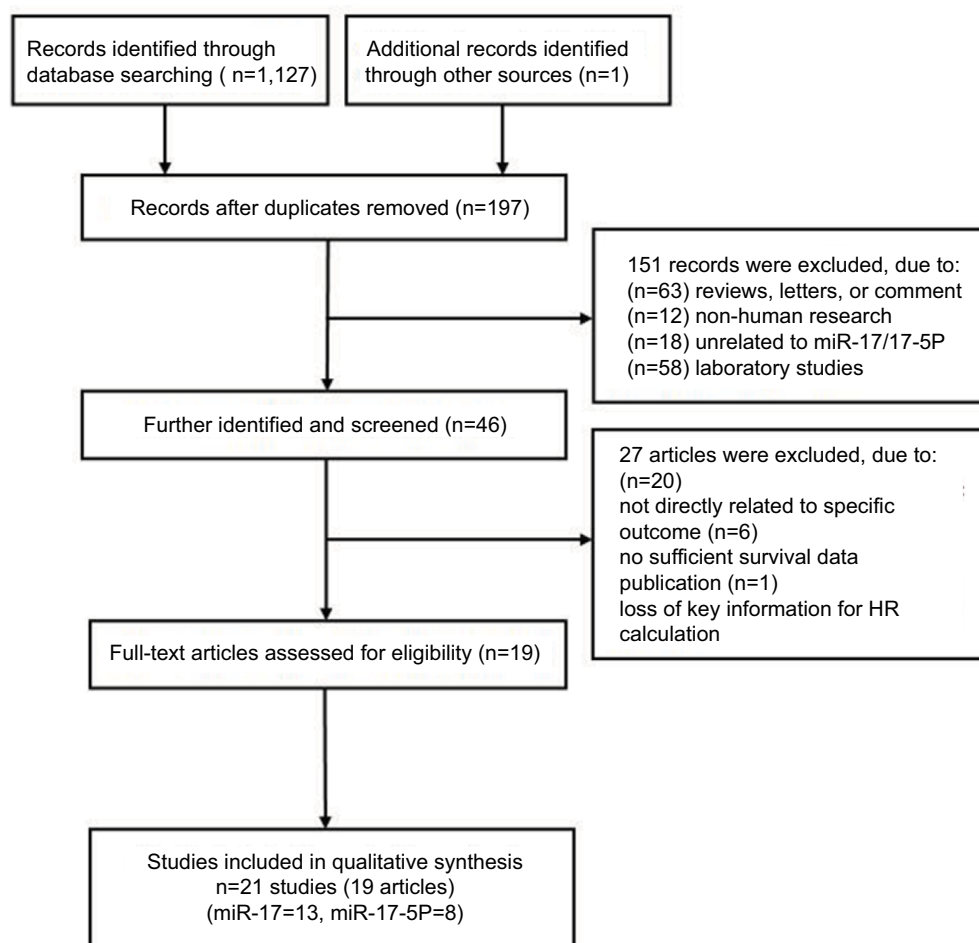 Records identified through
database searching ( n=1,127)
Additional records identified
through other sources (n=1)
Records after duplicates removed (n=197)
151 records were excluded, due to:
(n=63) reviews, letters, or comment
(n=12) non-human research
(n=18) unrelated to miR-17/17-5P
(n=58) laboratory studies
Further identified and screened (n=46)
27 articles were excluded, due to:
(n=20)
not directly related to specific
outcome (n=6)
no sufficient survival data
publication (n=1)
loss of key information for HR
calculation
Full-text articles assessed for eligibility (n=19)
Studies included in qualitative synthesis
n=21 studies (19 articles)
(miR-17=13, miR-17-5P=8)